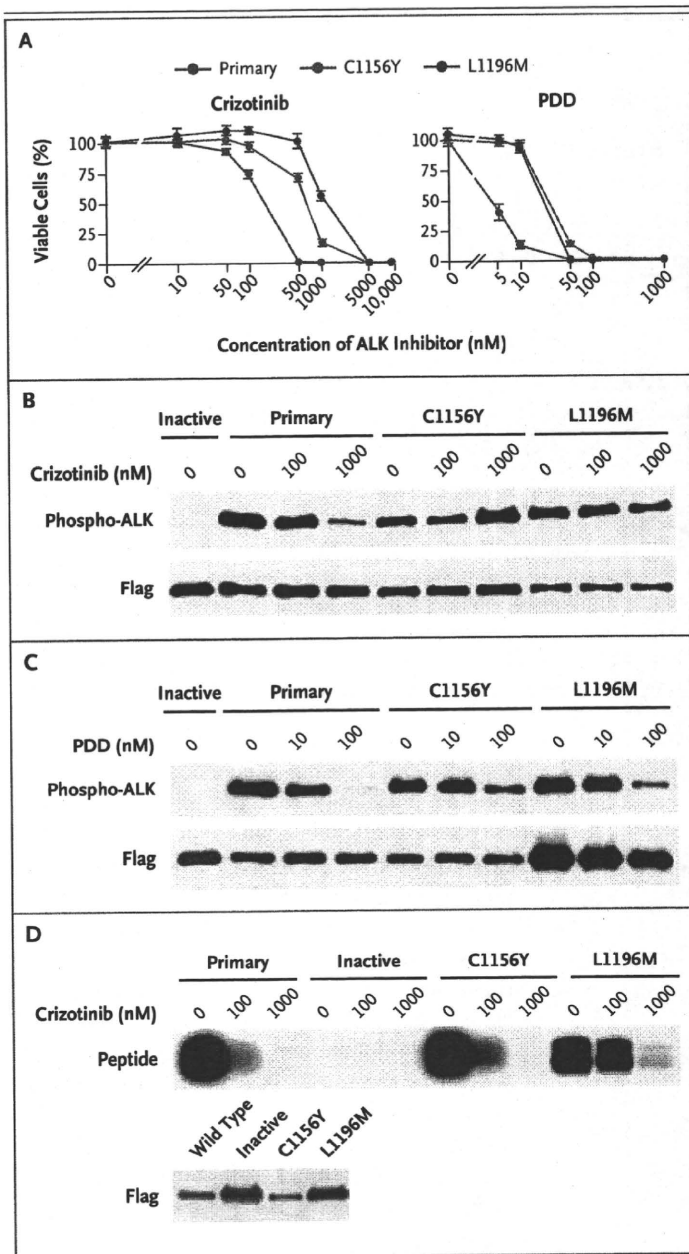 A
Primary C1156Y L1196M
Crizotinib PDD
Viable Cells (%)
100
75
50
25
0
0 10 50 100 500 1000 5000 10,000
100
75
50
25
0
0 5 10 50 100 1000
Concentration of ALK Inhibitor (nM)
B
Inactive Primary C1156Y L1196M
Crizotinib (nM) 0 0 100 1000 0 100 1000 0 100 1000
Phospho-ALK
Flag
C
Inactive Primary C1156Y L1196M
PDD (nM) 0 0 10 100 0 10 100 0 10 100
Phospho-ALK
Flag
D
Primary Inactive C1156Y L1196M
Crizotinib (nM) 0 100 1000 0 100 1000 0 100 1000 0 100 1000
Peptide
Wild Type Inactive C1156Y L1196M
Flag